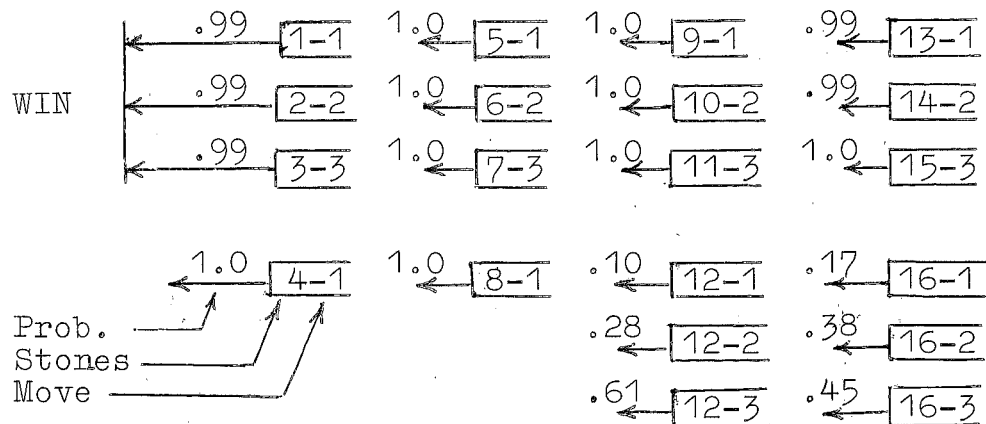 .99 1-1 1.0 5-1 1.0 9-1 .99 13-1
WIN .99 2-2 1.0 6-2 1.0 10-2 .99 14-2
.99 3-3 1.0 7-3 1.0 11-3 1.0 15-3
1.0 4-1 1.0 8-1 .10 12-1 .17 16-1
Prob. .28 12-2 .38 16-2
Stones
Move .61 12-3 .45 16-3